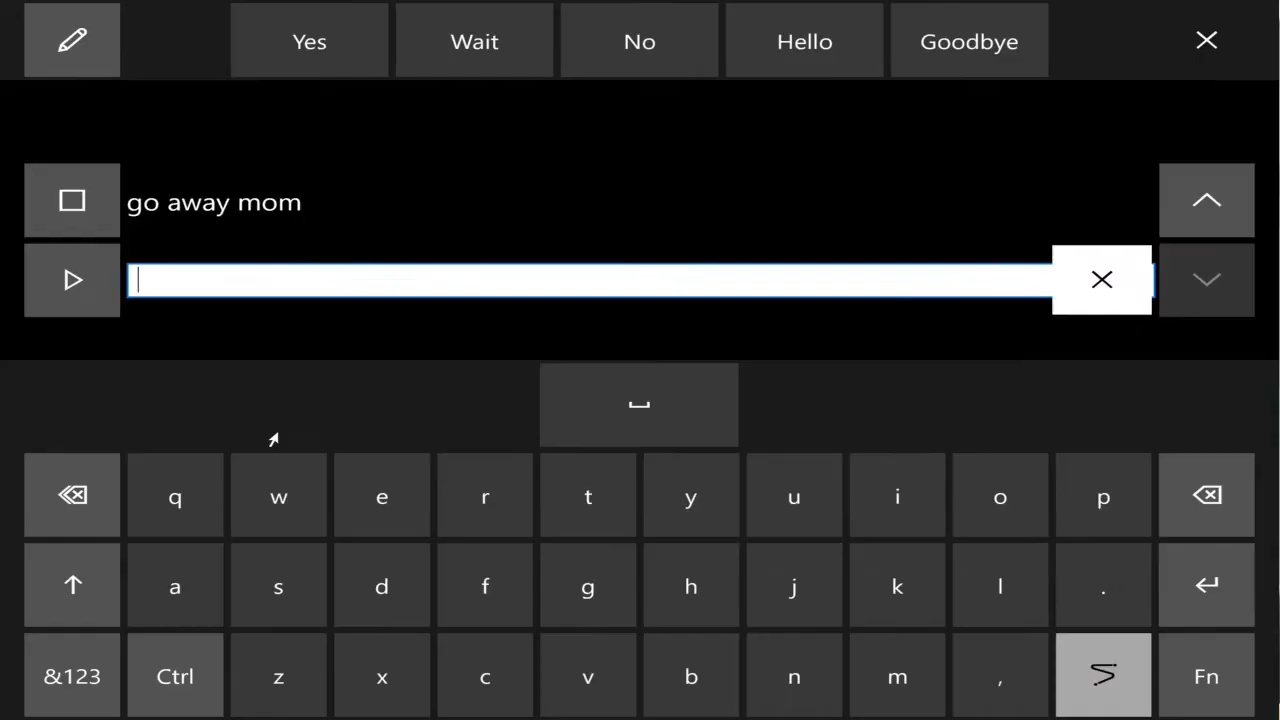 Yes Wait No Hello Goodbye
go away mom
q w e r t y u i o p
a s d f g h j k l .
&123 Ctrl z x c v b n m , Fn